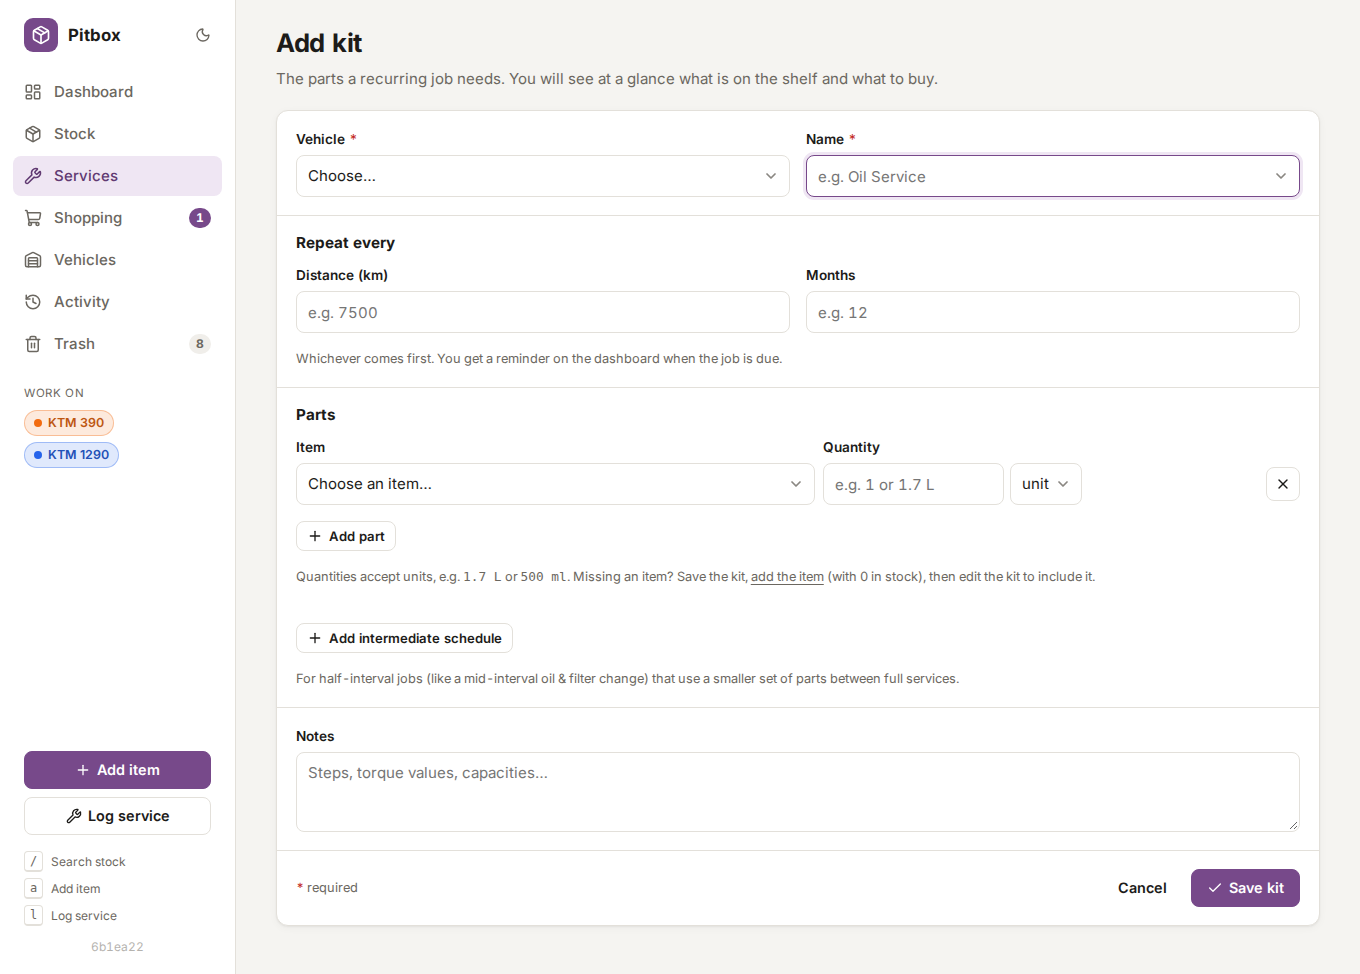 Pitbox
Dashboard
Stock
Services
Shopping 1
Vehicles
Activity
Trash 8
WORK ON
KTM 390
KTM 1290
Add item
Log service
/ Search stock
a Add item
l Log service
6b1ea22
Add kit
The parts a recurring job needs. You will see at a glance what is on the shelf and what to buy.
Vehicle * Name *
Choose... e.g. Oil Service
Repeat every
Distance (km) Months
e.g. 7500 e.g. 12
Whichever comes first. You get a reminder on the dashboard when the job is due.
Parts
Item Quantity
Choose an item... e.g. 1 or 1.7 L unit
Add part
Quantities accept units, e.g. 1.7 L or 500 ml. Missing an item? Save the kit, add the item (with 0 in stock), then edit the kit to include it.
Add intermediate schedule
For half-interval jobs (like a mid-interval oil & filter change) that use a smaller set of parts between full services.
Notes
Steps, torque values, capacities...
* required Cancel Save kit